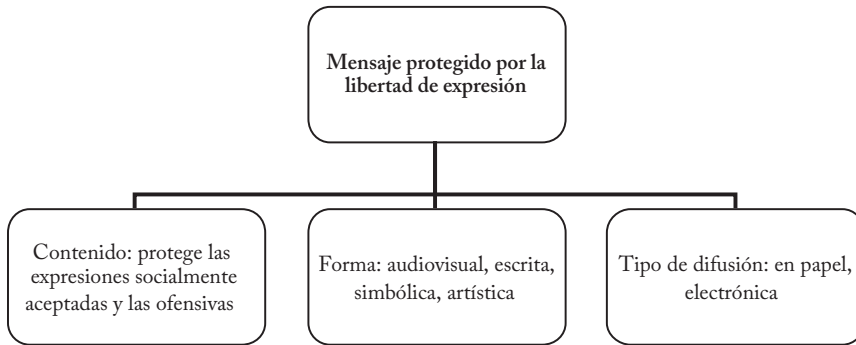 Mensaje protegido por la
libertad de expresión
Contenido: protege las
expresiones socialmente
aceptadas y las ofensivas
Forma: audiovisual, escrita,
simbólica, artística
Tipo de difusión: en papel,
electrónica